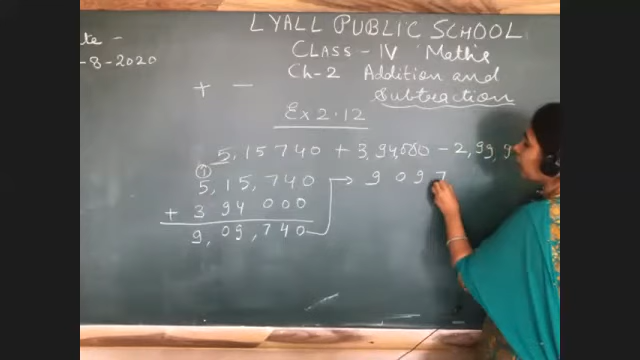 LYALL PUBLIC SCHOOL
te -
-8-2020
CLASS - IV Maths
Ch-2 Addition and
Subtraction
+ -
Ex 2.12
5,15740 + 3,94,000 - 2,99,9
1
5,15,740 → 9 0 9 7
+ 3 94 000
9,09,740